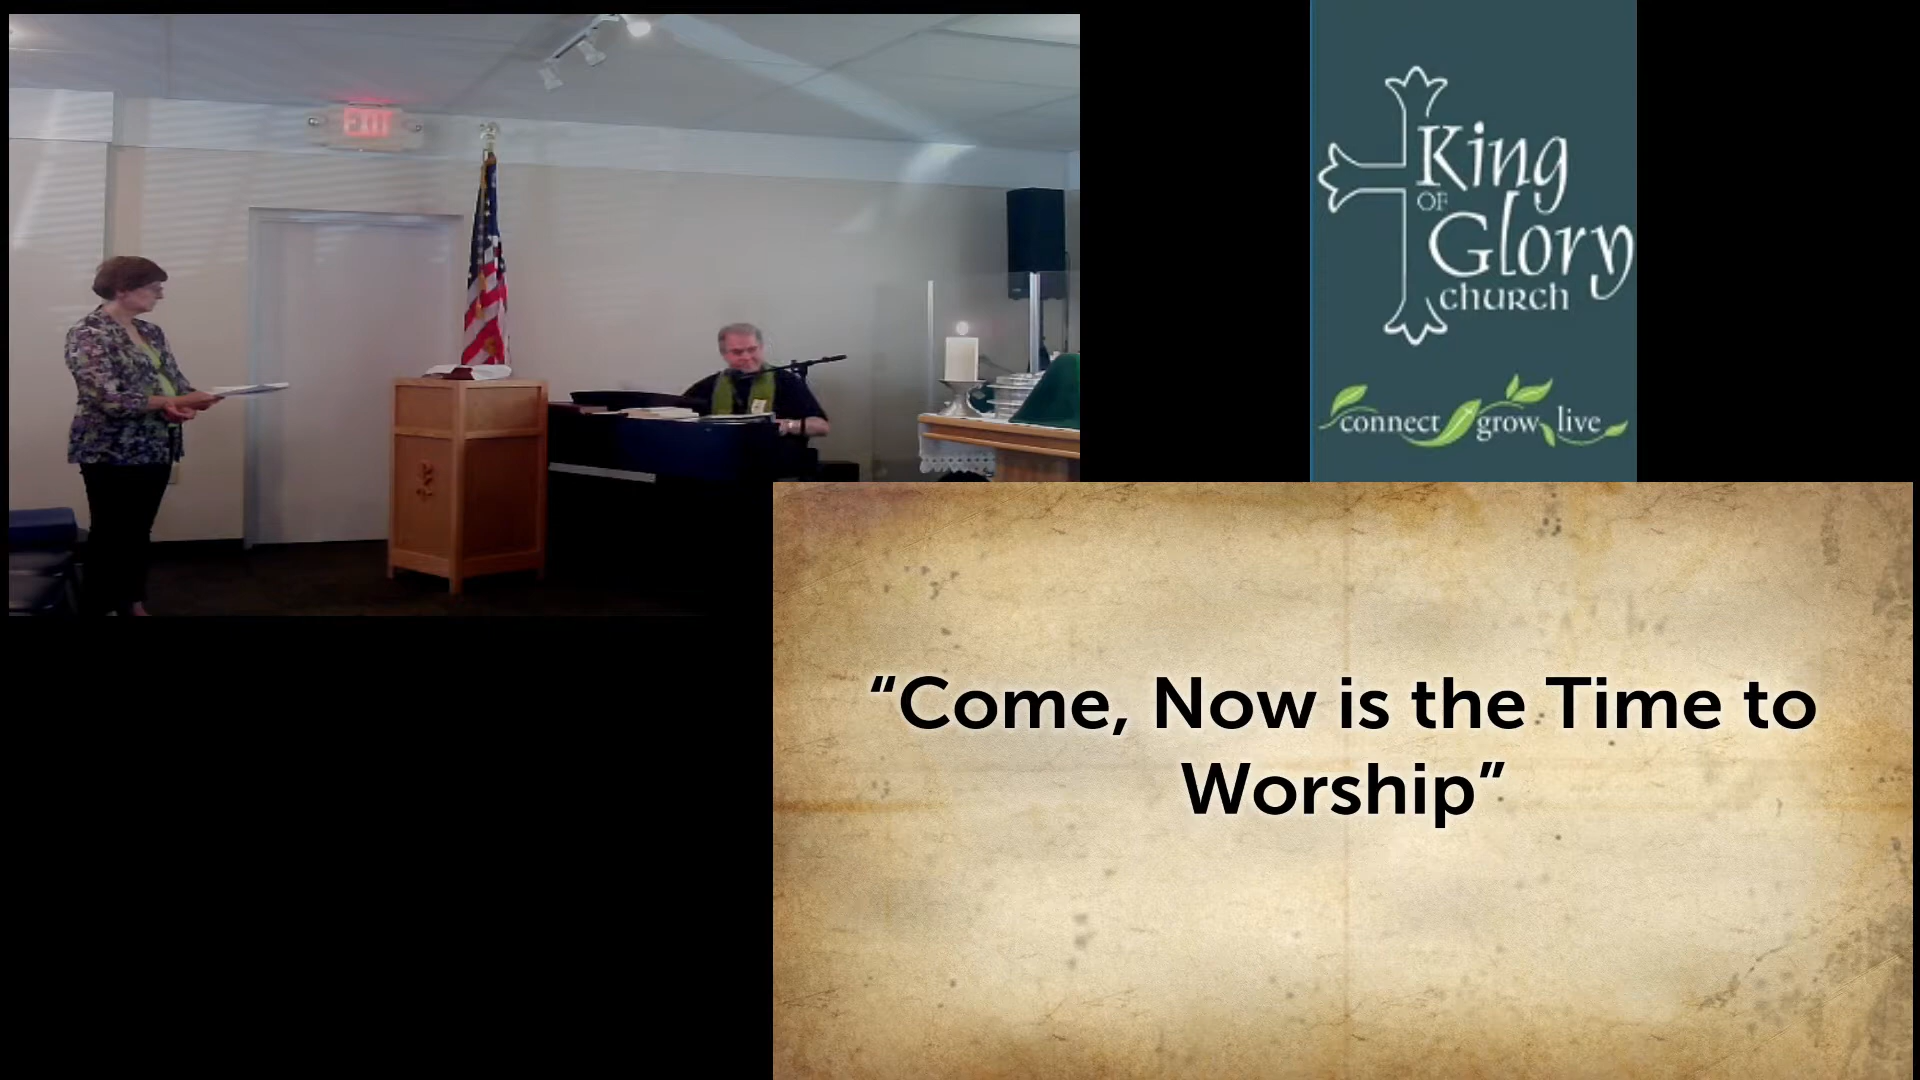 EXIT
King
OF
Glory
church
connect grow live
“Come, Now is the Time to
Worship”